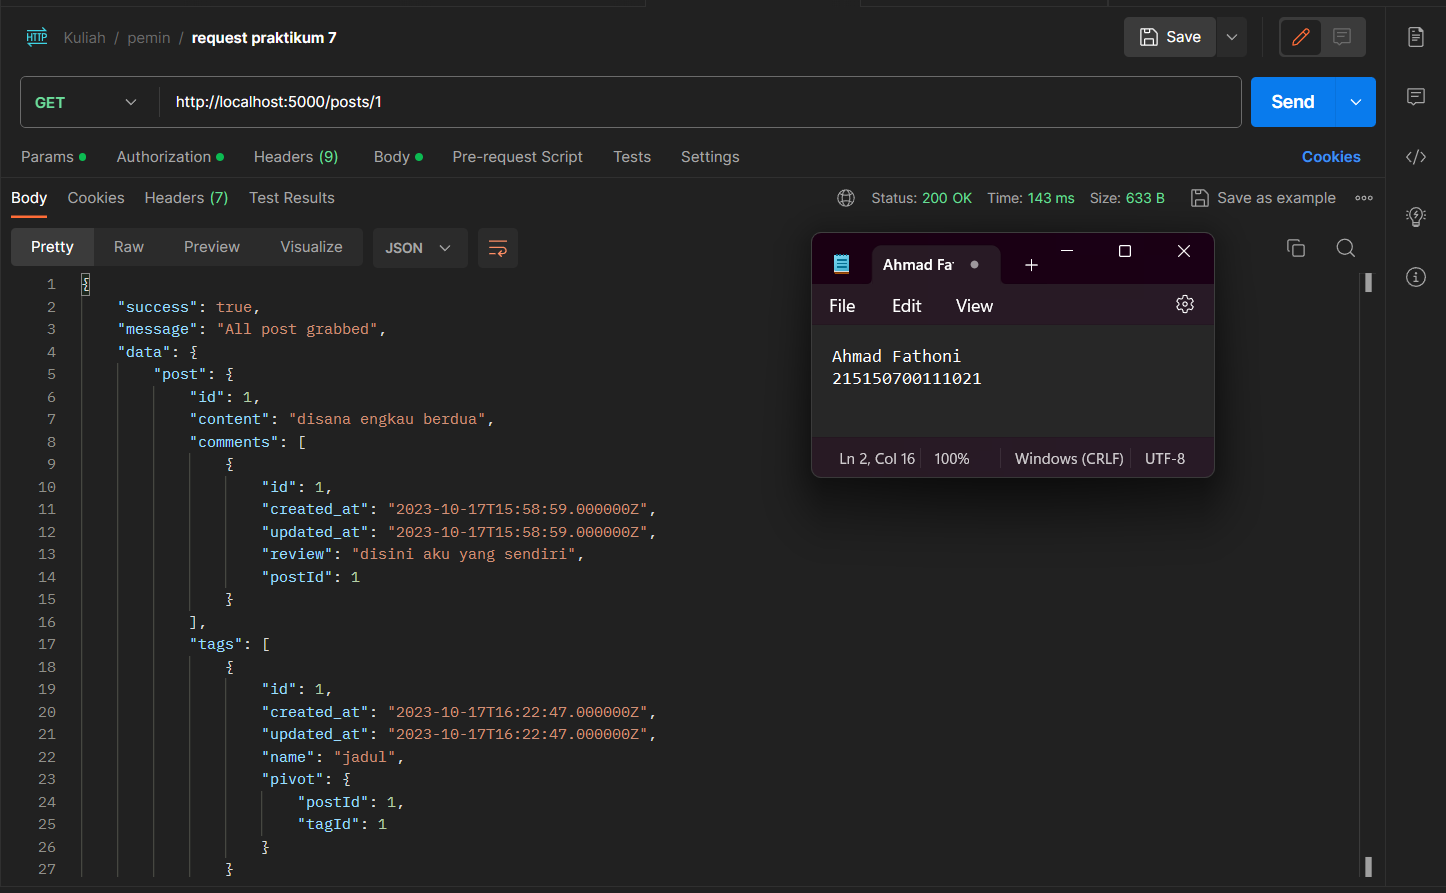 HTTP Kuliah / pemin / request praktikum 7
Save
GET http://localhost:5000/posts/1
Send
Params Authorization Headers (9) Body Pre-request Script Tests Settings Cookies
Body Cookies Headers (7) Test Results Status: 200 OK Time: 143 ms Size: 633 B Save as example
Pretty Raw Preview Visualize JSON
1 {
2 "success": true,
3 "message": "All post grabbed",
4 "data": {
5 "post": {
6 "id": 1,
7 "content": "disana engkau berdua",
8 "comments": [
9 {
10 "id": 1,
11 "created_at": "2023-10-17T15:58:59.000000Z",
12 "updated_at": "2023-10-17T15:58:59.000000Z",
13 "review": "disini aku yang sendiri",
14 "postId": 1
15 }
16 ],
17 "tags": [
18 {
19 "id": 1,
20 "created_at": "2023-10-17T16:22:47.000000Z",
21 "updated_at": "2023-10-17T16:22:47.000000Z",
22 "name": "jadul",
23 "pivot": {
24 "postId": 1,
25 "tagId": 1
26 }
27 }
Ahmad Fa
File Edit View
Ahmad Fathoni
215150700111021
Ln 2, Col 16 100% Windows (CRLF) UTF-8